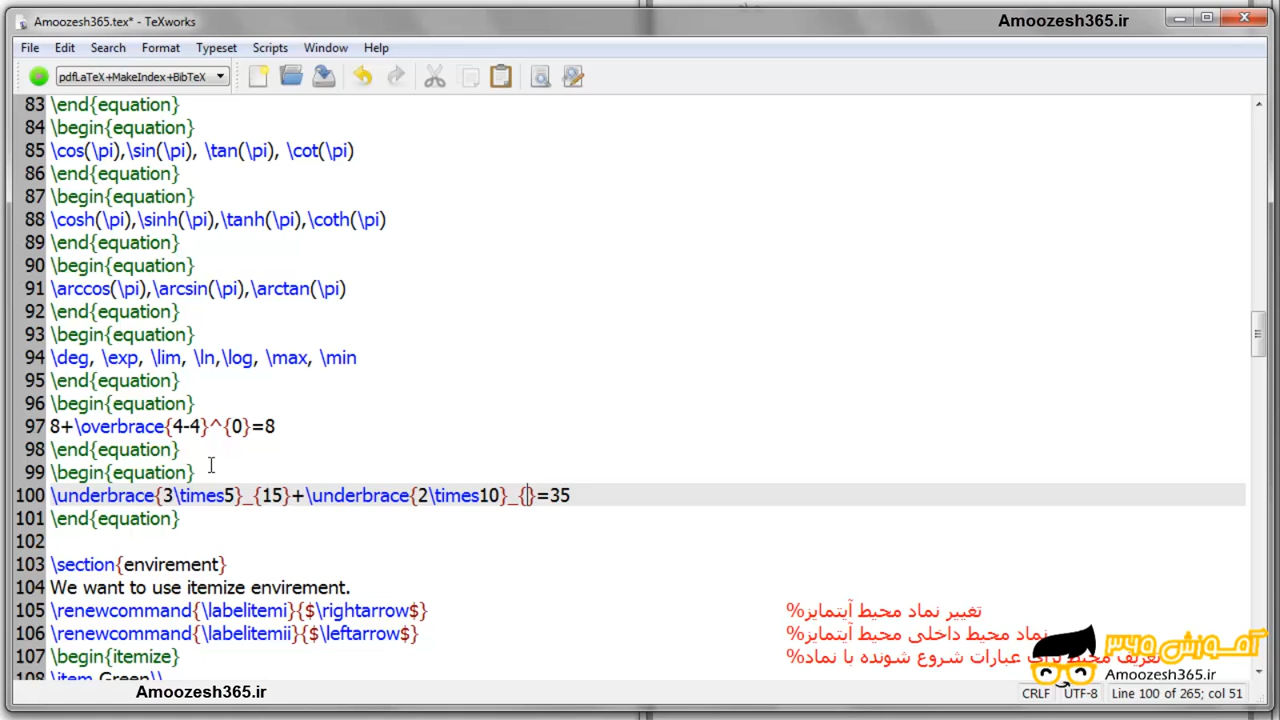 Amoozesh365.tex* - TeXworks
Amoozesh365.ir
File Edit Search Format Typeset Scripts Window Help
pdfLaTeX+MakeIndex+BibTeX
83 \end{equation}
84 \begin{equation}
85 \cos(\pi),\sin(\pi), \tan(\pi), \cot(\pi)
86 \end{equation}
87 \begin{equation}
88 \cosh(\pi),\sinh(\pi),\tanh(\pi),\coth(\pi)
89 \end{equation}
90 \begin{equation}
91 \arccos(\pi),\arcsin(\pi),\arctan(\pi)
92 \end{equation}
93 \begin{equation}
94 \deg, \exp, \lim, \ln,\log, \max, \min
95 \end{equation}
96 \begin{equation}
97 8+\overbrace{4-4}^{0}=8
98 \end{equation}
99 \begin{equation}
100 \underbrace{3\times5}_{15}+\underbrace{2\times10}_{}=35
101 \end{equation}
102
103 \section{envirement}
104 We want to use itemize envirement.
105 \renewcommand{\labelitemi}{$\rightarrow$} %تغییر نماد محیط آیتمایز
106 \renewcommand{\labelitemii}{$\leftarrow$} %نماد محیط داخلی محیط آیتمایز
107 \begin{itemize} %تعریف محیط برای عبارات شروع شونده با نماد
108 \item Green\\
آموزش ۳۶۵
Amoozesh365.ir
Amoozesh365.ir
CRLF UTF-8 Line 100 of 265; col 51